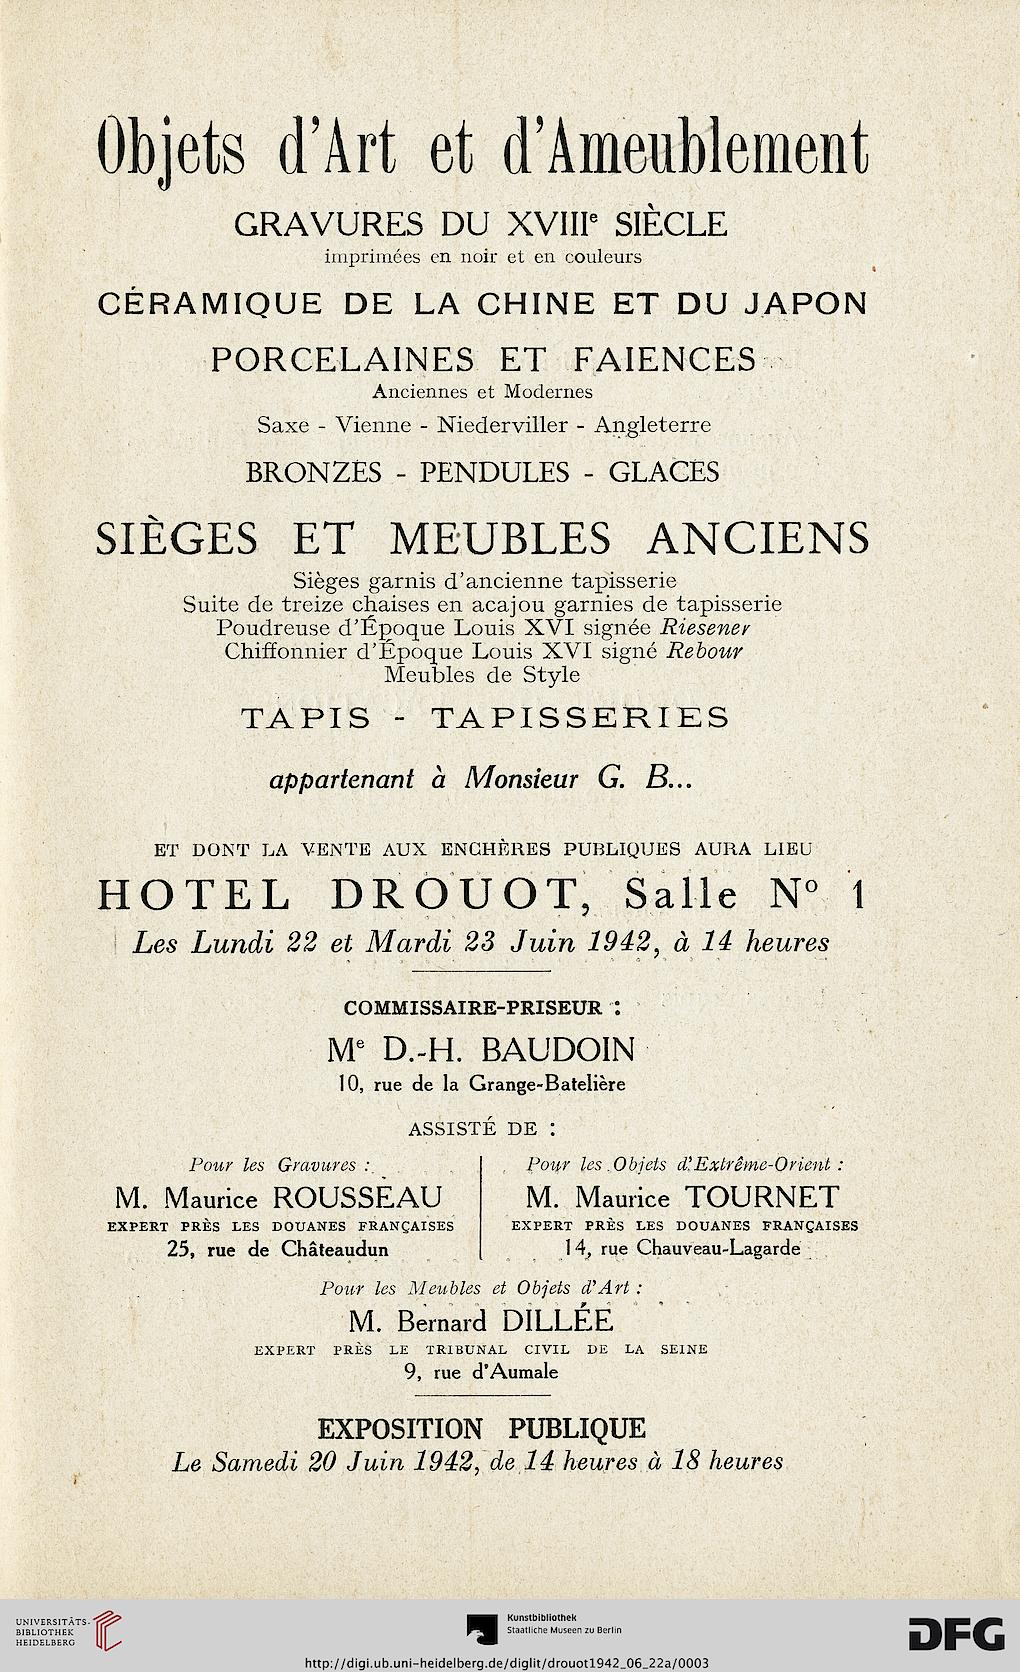 Objets d'Art et d'Ameublement
GRAVURES DU XVIIIe SIÈCLE
imprimées en noir et en couleurs
CÉRAMIQUE DE LA CHINE ET DU JAPON
PORCELAINES ET FAIENCES
Anciennes et Modernes
Saxe - Vienne - Niederviller - Angleterre
BRONZES - PENDULES - GLACES
SIÈGES ET MEUBLES ANCIENS
Sièges garnis d'ancienne tapisserie
Suite de treize chaises en acajou garnies de tapisserie
Poudreuse d'Époque Louis XVI signée Riesener
Chiffonnier d'Époque Louis XVI signé Rebour
Meubles de Style
TAPIS - TAPISSERIES
appartenant à Monsieur G. B...
ET DONT LA VENTE AUX ENCHÈRES PUBLIQUES AURA LIEU
HOTEL DROUOT, Salle No 1
Les Lundi 22 et Mardi 23 Juin 1942, à 14 heures
COMMISSAIRE-PRISEUR :
Me D.-H. BAUDOIN
10, rue de la Grange-Batelière
ASSISTÉ DE :
Pour les Gravures :
M. Maurice ROUSSEAU
EXPERT PRÈS LES DOUANES FRANÇAISES
25, rue de Châteaudun
Pour les Objets d'Extrême-Orient :
M. Maurice TOURNET
EXPERT PRÈS LES DOUANES FRANÇAISES
14, rue Chauveau-Lagarde
Pour les Meubles et Objets d'Art :
M. Bernard DILLÉE
EXPERT PRÈS LE TRIBUNAL CIVIL DE LA SEINE
9, rue d'Aumale
EXPOSITION PUBLIQUE
Le Samedi 20 Juin 1942, de 14 heures à 18 heures
UNIVERSITÄTS-
BIBLIOTHEK
HEIDELBERG
Kunstbibliothek
Staatliche Museen zu Berlin
DFG
http://digi.ub.uni-heidelberg.de/diglit/drouot1942_06_22a/0003